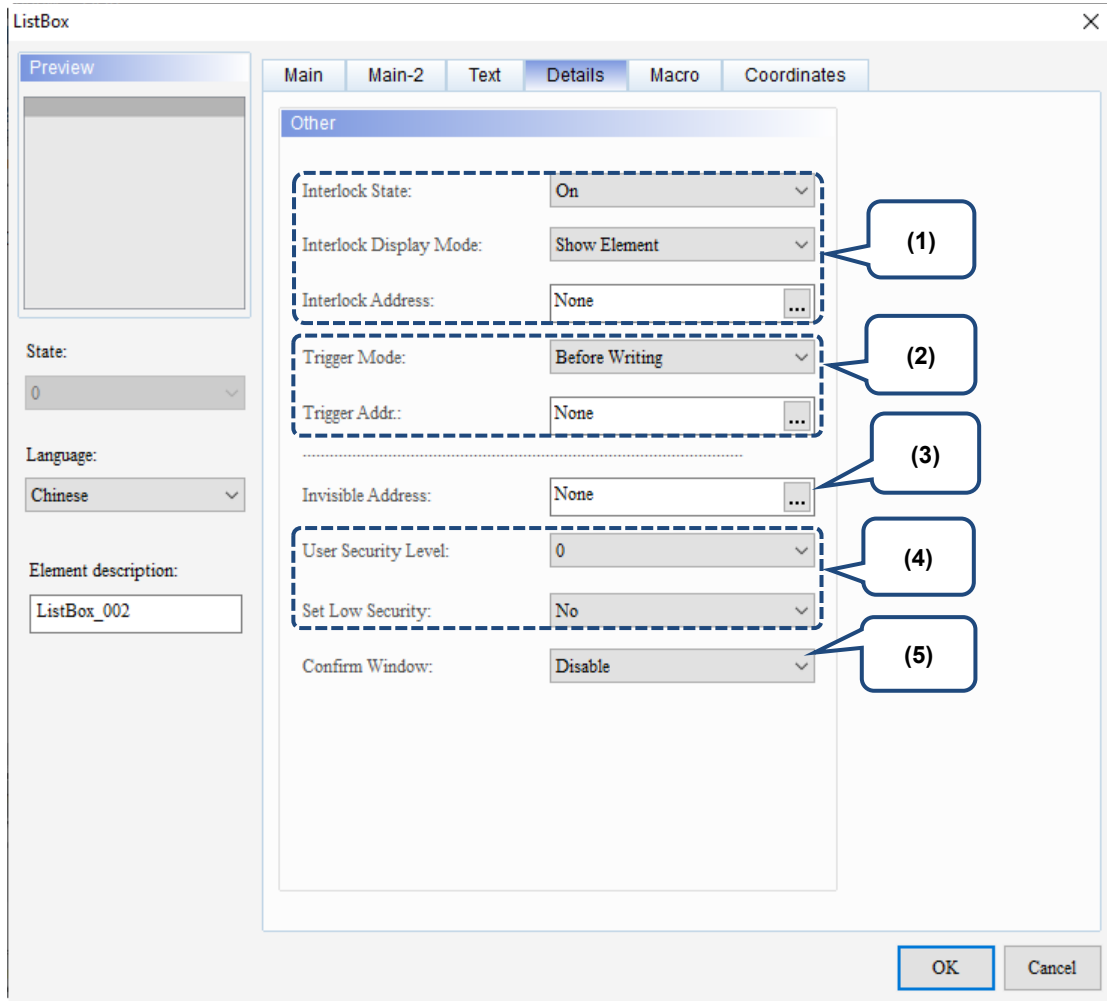 ListBox
Preview
State:
0
Language:
Chinese
Element description:
ListBox_002
Main Main-2 Text Details Macro Coordinates
Other
Interlock State: On
Interlock Display Mode: Show Element
(1)
Interlock Address: None ...
Trigger Mode: Before Writing
(2)
Trigger Addr.: None ...
(3)
Invisible Address: None ...
User Security Level: 0
(4)
Set Low Security: No
Confirm Window: Disable
(5)
OK Cancel